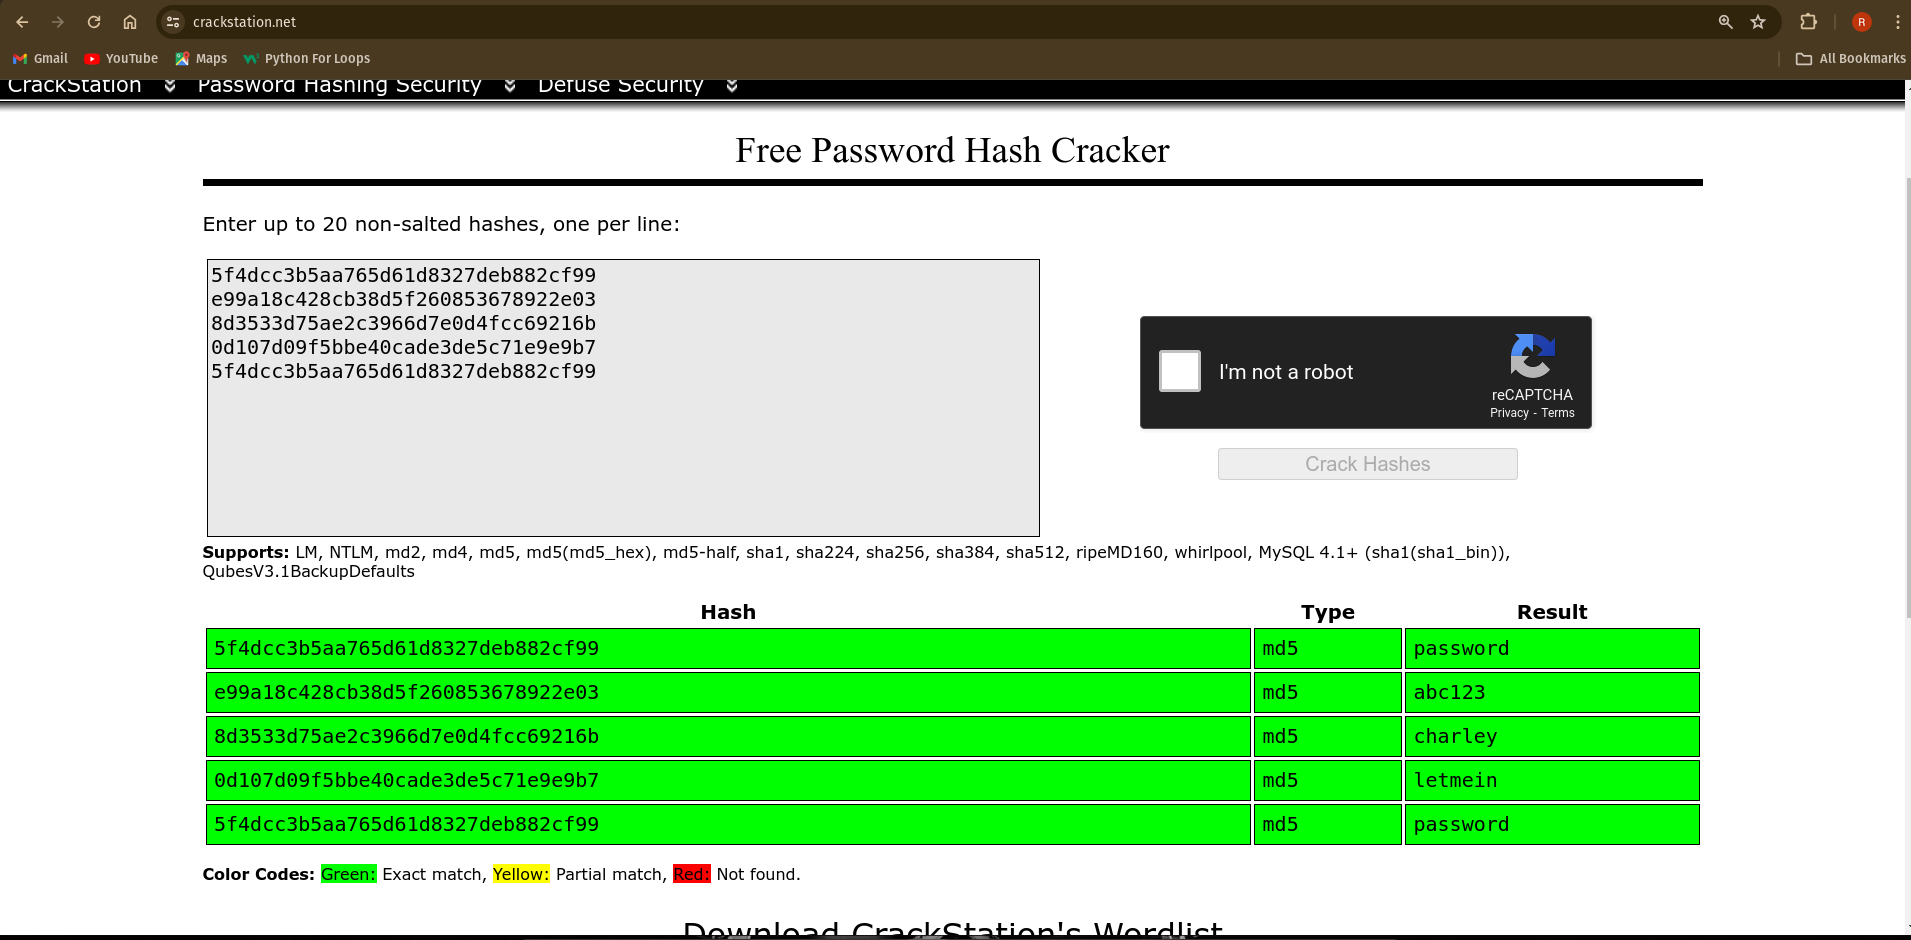 crackstation.net
R
Gmail YouTube Maps Python For Loops All Bookmarks
CrackStation Password Hashing Security Defuse Security
Free Password Hash Cracker
Enter up to 20 non-salted hashes, one per line:
5f4dcc3b5aa765d61d8327deb882cf99
e99a18c428cb38d5f260853678922e03
8d3533d75ae2c3966d7e0d4fcc69216b
0d107d09f5bbe40cade3de5c71e9e9b7
5f4dcc3b5aa765d61d8327deb882cf99
I'm not a robot
reCAPTCHA
Privacy - Terms
Crack Hashes
Supports: LM, NTLM, md2, md4, md5, md5(md5_hex), md5-half, sha1, sha224, sha256, sha384, sha512, ripeMD160, whirlpool, MySQL 4.1+ (sha1(sha1_bin)),
QubesV3.1BackupDefaults
Hash Type Result
5f4dcc3b5aa765d61d8327deb882cf99 md5 password
e99a18c428cb38d5f260853678922e03 md5 abc123
8d3533d75ae2c3966d7e0d4fcc69216b md5 charley
0d107d09f5bbe40cade3de5c71e9e9b7 md5 letmein
5f4dcc3b5aa765d61d8327deb882cf99 md5 password
Color Codes: Green: Exact match, Yellow: Partial match, Red: Not found.
Download CrackStation's Wordlist